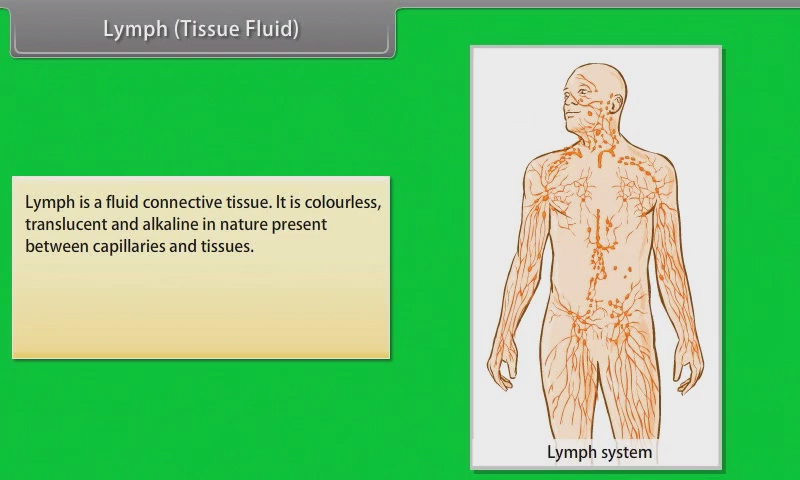 Lymph (Tissue Fluid)
Lymph is a fluid connective tissue. It is colourless,
translucent and alkaline in nature present
between capillaries and tissues.
Lymph system